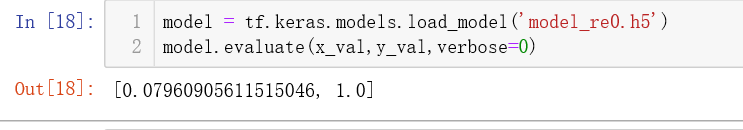 In [18]:
1 model = tf.keras.models.load_model('model_re0.h5')
2 model.evaluate(x_val,y_val,verbose=0)
Out[18]: [0.07960905611515046, 1.0]